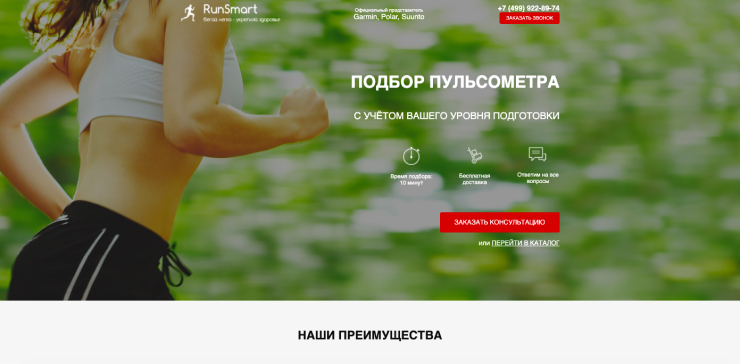 RunSmart
Бегай легко - укрепляй здоровье
Официальный представитель
Garmin, Polar, Suunto
+7 (499) 922-89-74
ЗАКАЗАТЬ ЗВОНОК
ПОДБОР ПУЛЬСОМЕТРА
С УЧЁТОМ ВАШЕГО УРОВНЯ ПОДГОТОВКИ
Время подбора:
10 минут
Бесплатная
доставка
Ответим на все
вопросы
ЗАКАЗАТЬ КОНСУЛЬТАЦИЮ
или ПЕРЕЙТИ В КАТАЛОГ
НАШИ ПРЕИМУЩЕСТВА